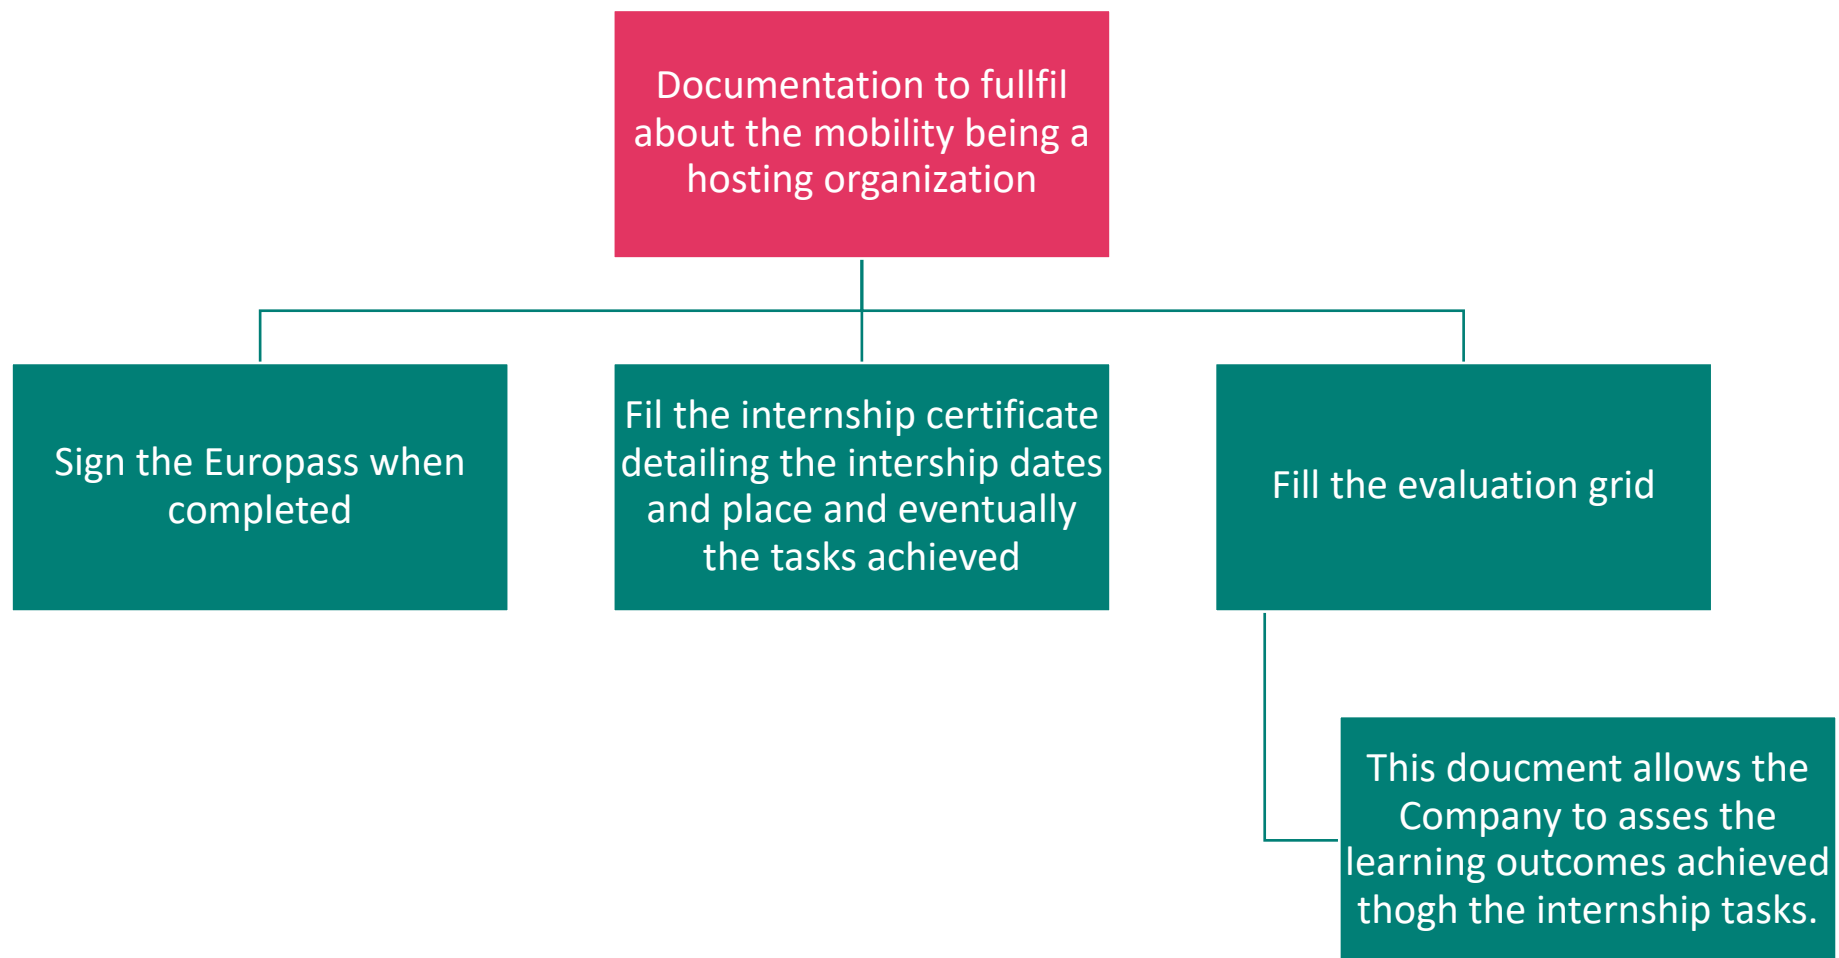 Documentation to fullfil
about the mobility being a
hosting organization
Sign the Europass when
completed
Fil the internship certificate
detailing the intership dates
and place and eventually
the tasks achieved
Fill the evaluation grid
This doucment allows the
Company to asses the
learning outcomes achieved
thogh the internship tasks.